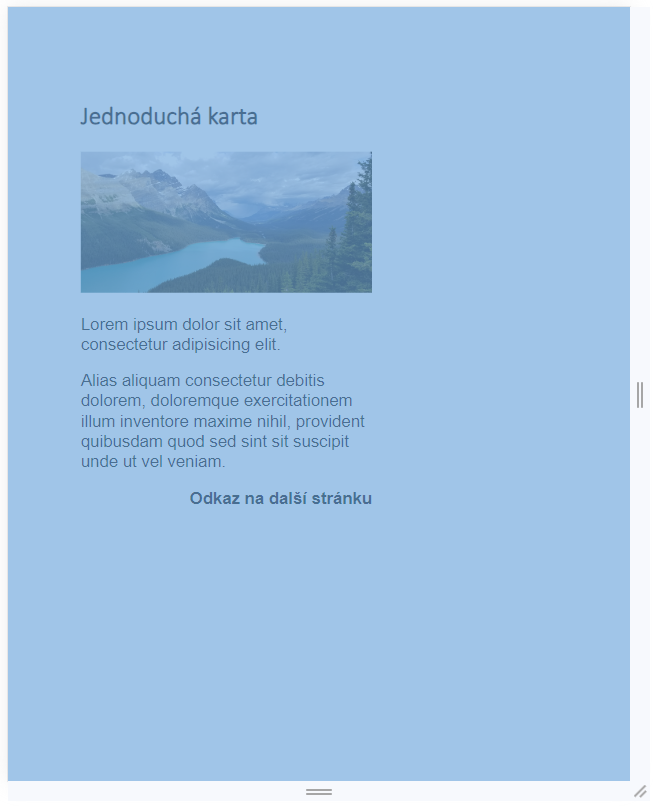 Jednoduchá karta
Lorem ipsum dolor sit amet,
consectetur adipisicing elit.
Alias aliquam consectetur debitis
dolorem, doloremque exercitationem
illum inventore maxime nihil, provident
quibusdam quod sed sint sit suscipit
unde ut vel veniam.
Odkaz na další stránku